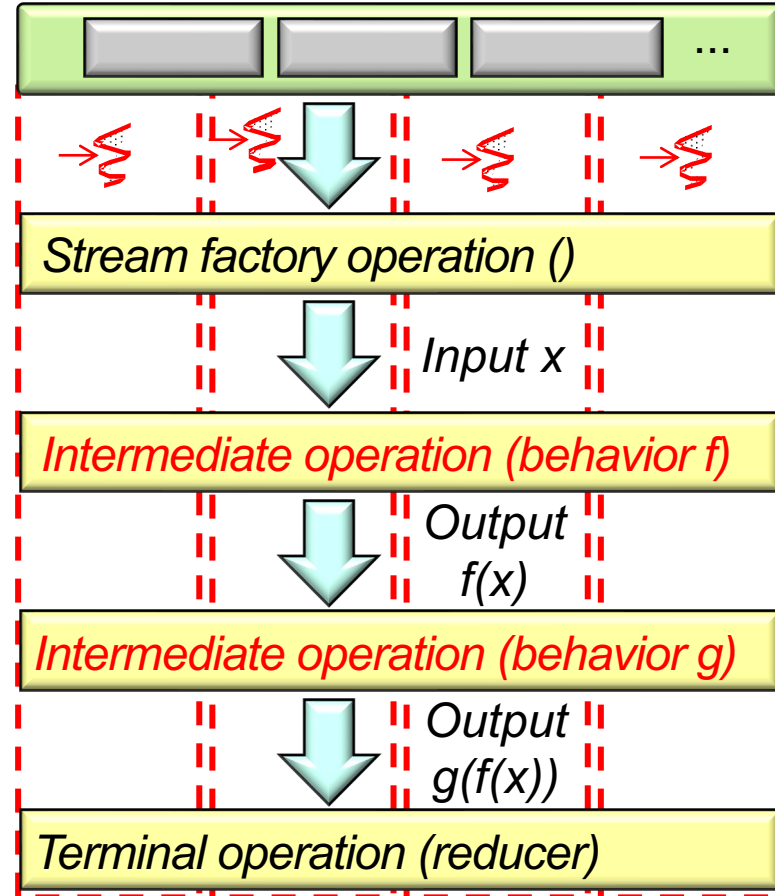 ...
Stream factory operation ()
Input x
Intermediate operation (behavior f)
Output
f(x)
Intermediate operation (behavior g)
Output
g(f(x))
Terminal operation (reducer)